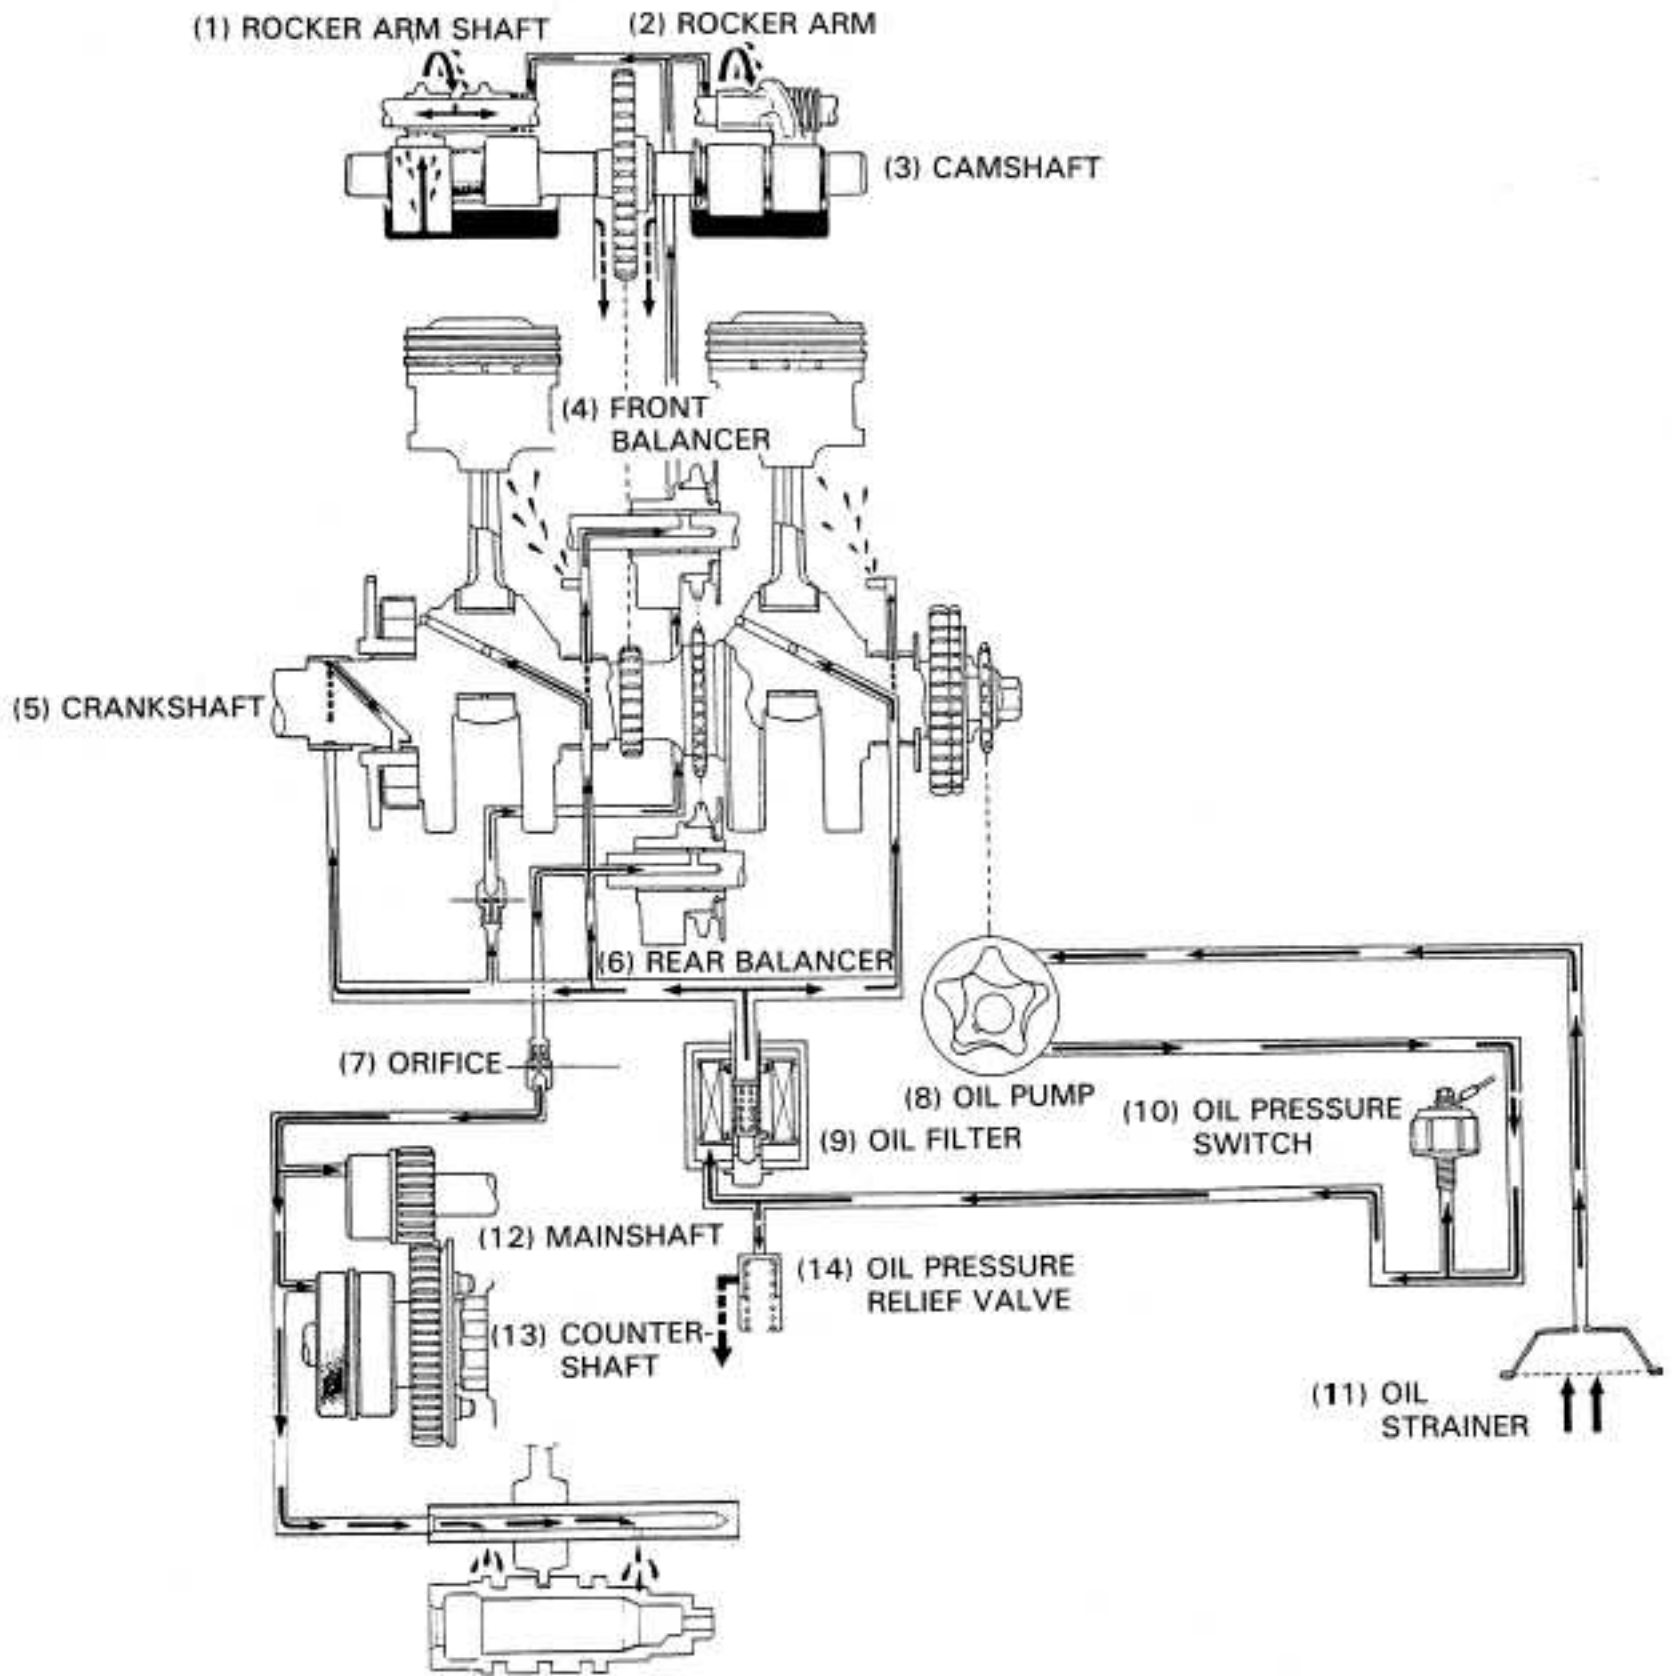 (1) ROCKER ARM SHAFT
(2) ROCKER ARM
(3) CAMSHAFT
(4) FRONT
BALANCER
(5) CRANKSHAFT
(6) REAR BALANCER
(7) ORIFICE
(8) OIL PUMP
(9) OIL FILTER
(10) OIL PRESSURE
SWITCH
(11) OIL
STRAINER
(12) MAINSHAFT
(13) COUNTER-
SHAFT
(14) OIL PRESSURE
RELIEF VALVE